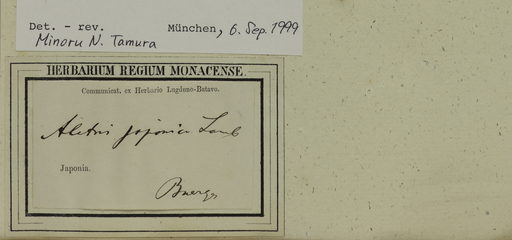 Det. - rev. München, 6. Sep. 1999
Minoru N. Tamura
HERBARIUM REGIUM MONACENSE.
Communicat. ex Herbario Lugduno-Batavo.
Aletris japonica Lamb
Japonia.
Buerger